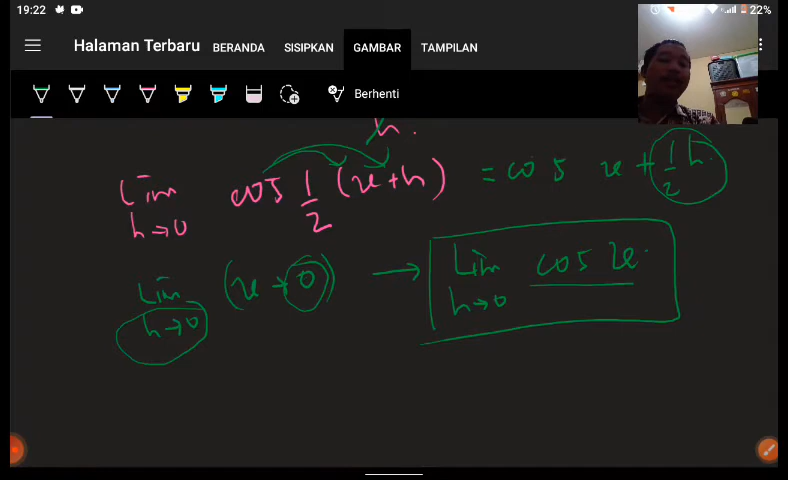 19:22 22%
Halaman Terbaru BERANDA SISIPKAN GAMBAR TAMPILAN
Berhenti
h.
Lim cos 1/2 (x+h) = cos x + 1/2 h.
h→0
Lim (x+0) → Lim cos x.
h→0 h→0